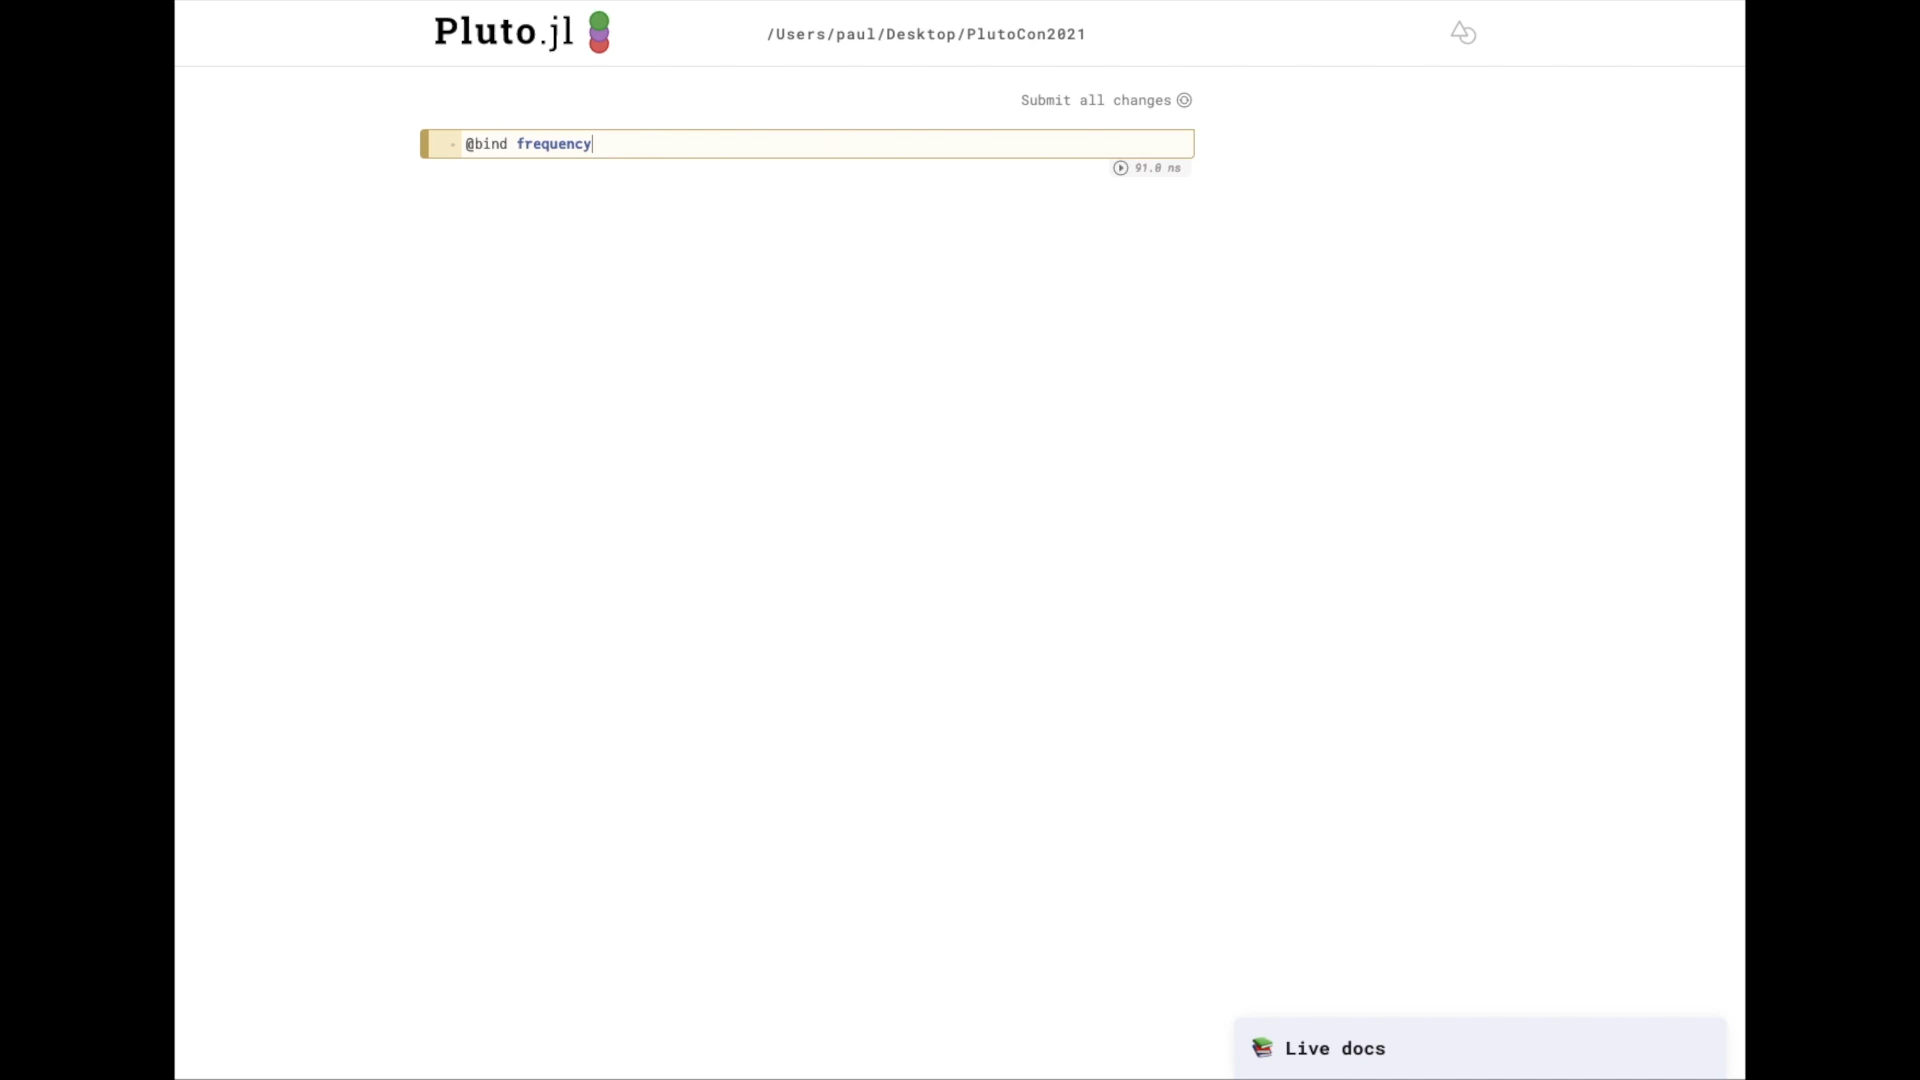 Pluto.jl
/Users/paul/Desktop/PlutoCon2021
Submit all changes
@bind frequency
91.0 ns
Live docs